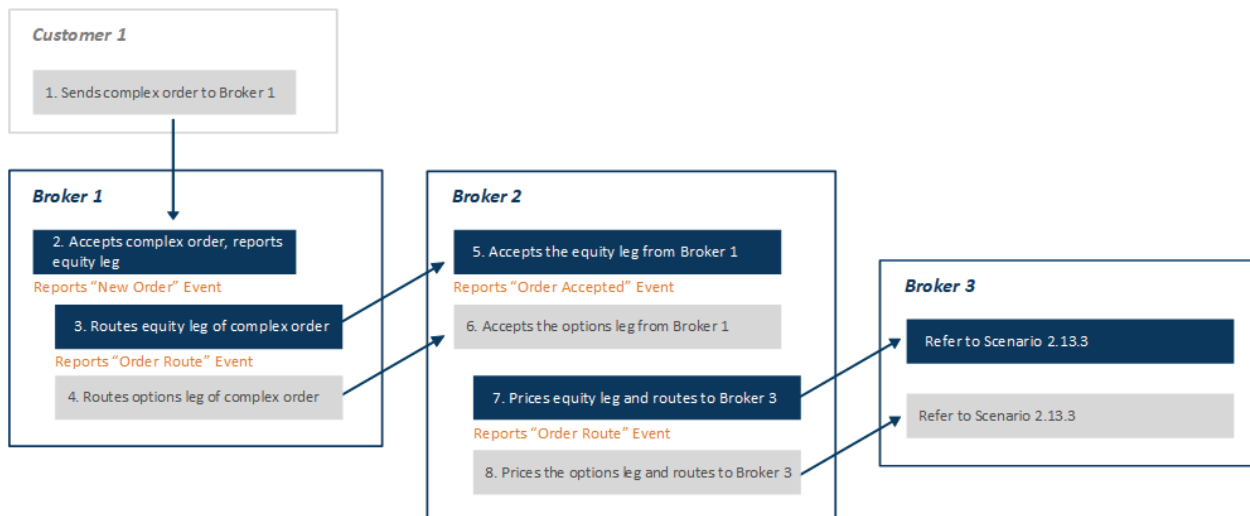 Customer 1
1. Sends complex order to Broker 1
Broker 1
2. Accepts complex order, reports
equity leg
Reports “New Order” Event
3. Routes equity leg of complex order
Reports “Order Route” Event
4. Routes options leg of complex order
Broker 2
5. Accepts the equity leg from Broker 1
Reports “Order Accepted” Event
6. Accepts the options leg from Broker 1
7. Prices equity leg and routes to Broker 3
Reports “Order Route” Event
8. Prices the options leg and routes to Broker 3
Broker 3
Refer to Scenario 2.13.3
Refer to Scenario 2.13.3